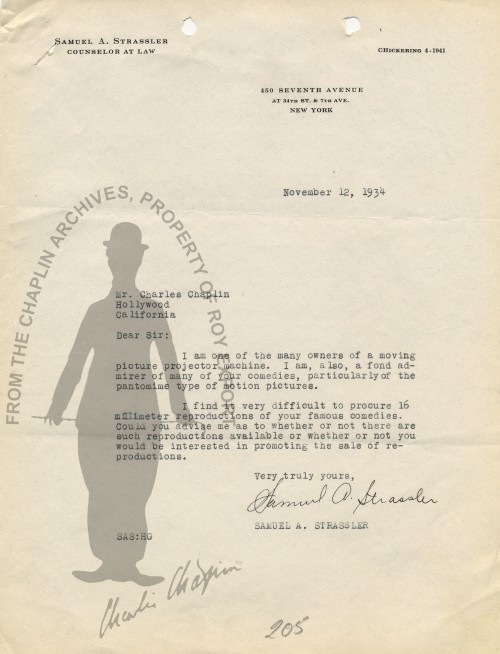 SAMUEL A. STRASSLER
COUNSELOR AT LAW
CHICKERING 4-1941
450 SEVENTH AVENUE
AT 34TH ST. & 7TH AVE.
NEW YORK
November 12, 1934
FROM THE CHAPLIN ARCHIVES, PROPERTY OF ROY EXPORT
Mr. Charles Chaplin
Hollywood
California
Dear Sir:
I am one of the many owners of a moving
picture projector machine. I am, also, a fond ad-
mirer of many of your comedies, particularly of the
pantomime type of motion pictures.
I find it very difficult to procure 16
millimeter reproductions of your famous comedies.
Could you advise me as to whether or not there are
such reproductions available or whether or not you
would be interested in promoting the sale of re-
productions.
Very truly yours,
Samuel A. Strassler
SAMUEL A. STRASSLER
SAS:HG
Charlie Chaplin
205